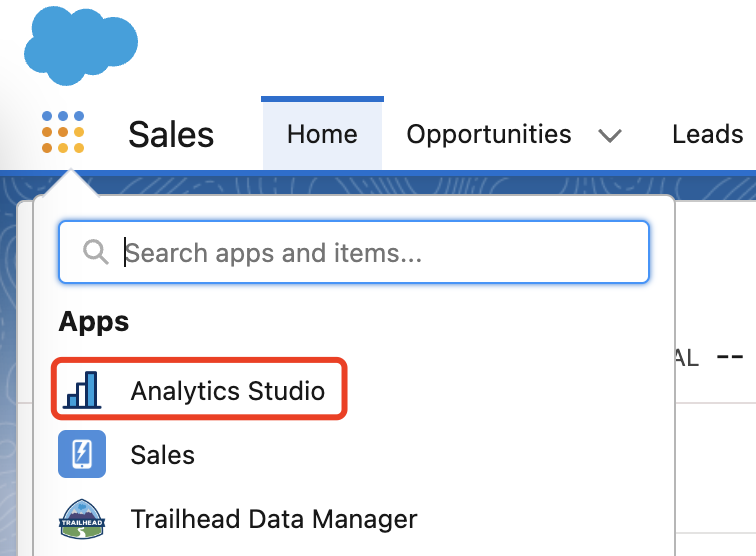 Sales Home Opportunities Leads
Search apps and items...
Apps
AL --
Analytics Studio
Sales
TRAILHEAD
Trailhead Data Manager